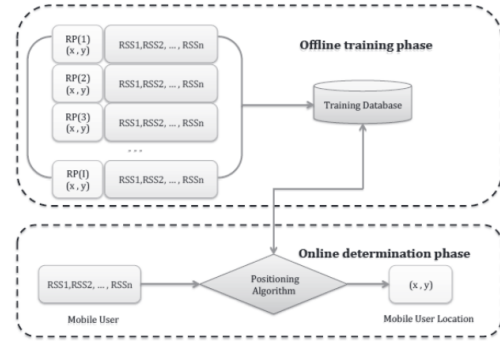 Offline training phase
RP(1)
(x , y)
RSS1,RSS2, ... , RSSn
RP(2)
(x , y)
RSS1,RSS2, ... , RSSn
RP(3)
(x , y)
RSS1,RSS2, ... , RSSn
...
RP(I)
(x , y)
RSS1,RSS2, ... , RSSn
Training Database
Online determination phase
RSS1,RSS2, ... , RSSn
Mobile User
Positioning
Algorithm
(x , y)
Mobile User Location